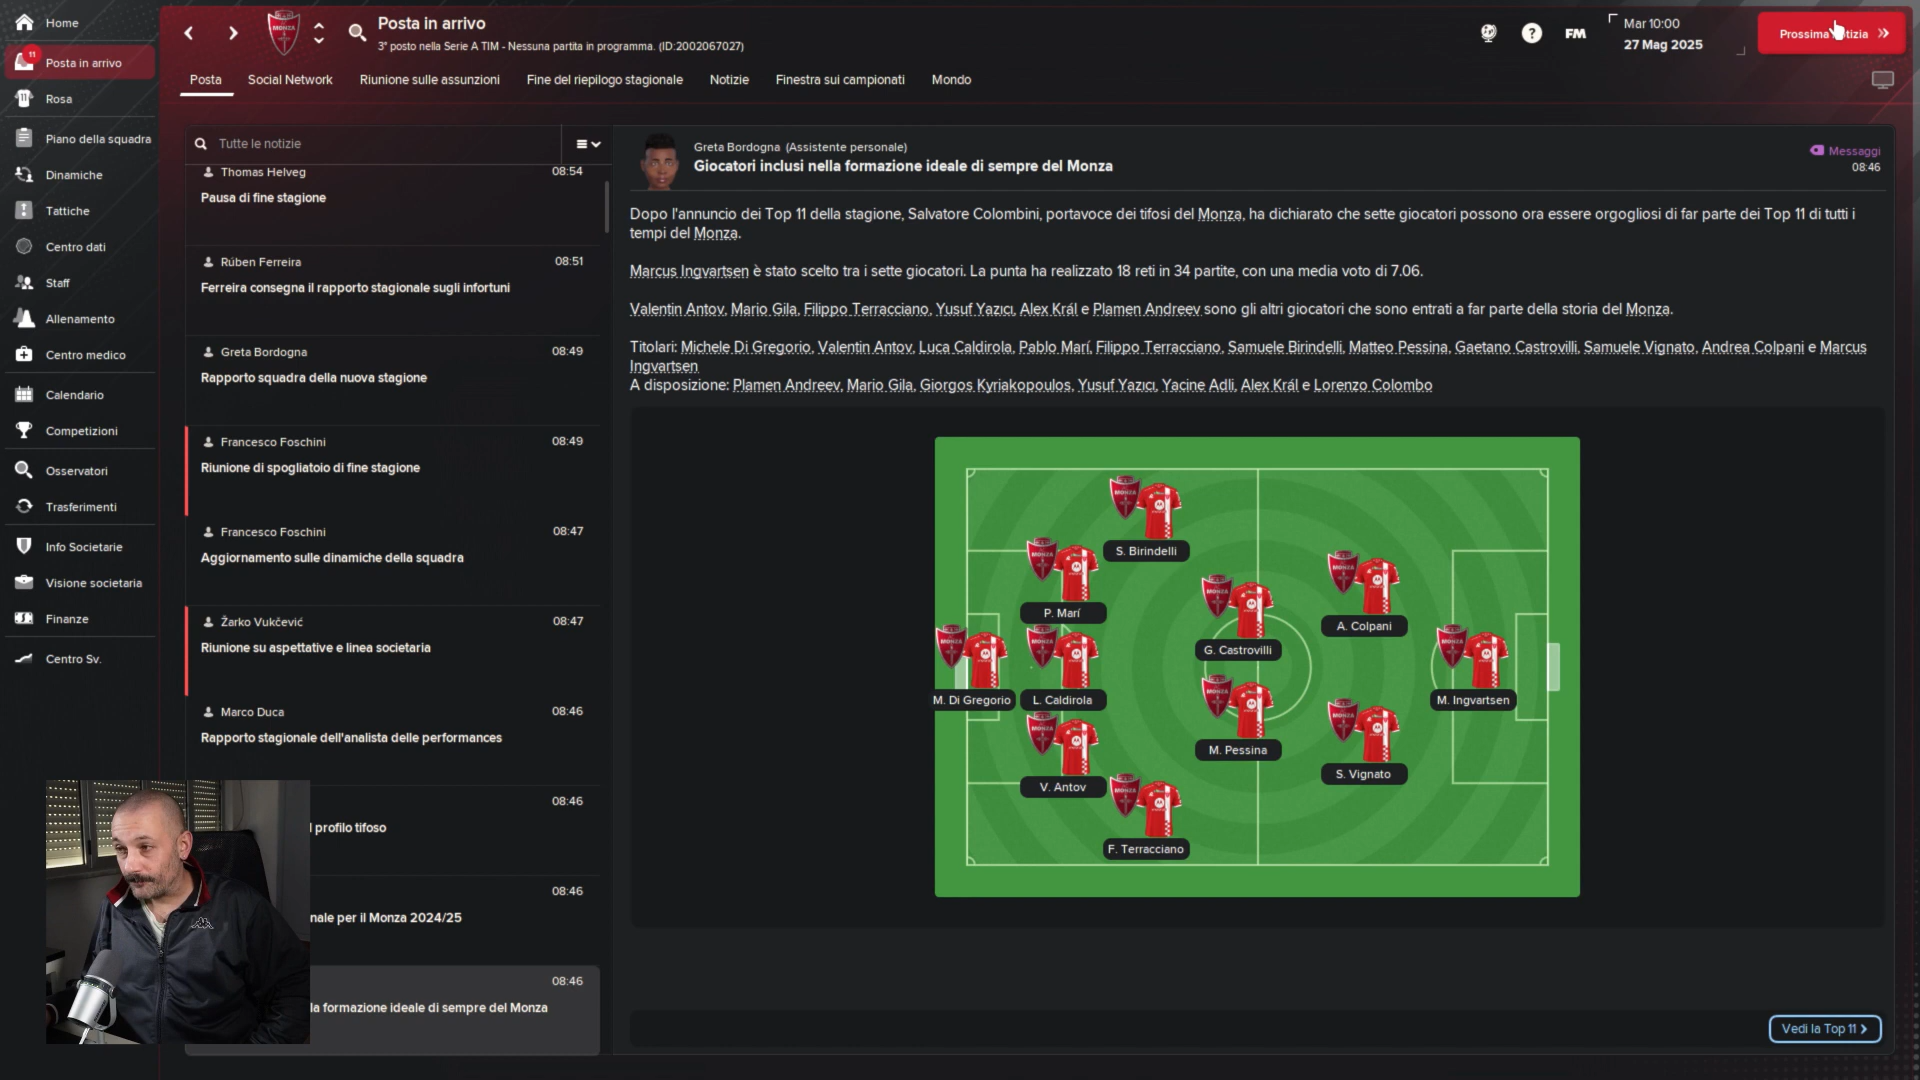 Home
11
Posta in arrivo
Rosa
Piano della squadra
Dinamiche
Tattiche
Centro dati
Staff
Allenamento
Centro medico
Calendario
Competizioni
Osservatori
Trasferimenti
Info Societarie
Visione societaria
Finanze
Centro Sv.
MONZA
Posta in arrivo
3° posto nella Serie A TIM - Nessuna partita in programma. (ID:2002067027)
FM
Mar 10:00
27 Mag 2025
Posta
Social Network
Riunione sulle assunzioni
Fine del riepilogo stagionale
Notizie
Finestra sui campionati
Mondo
Tutte le notizie
Thomas Helveg 08:54
Pausa di fine stagione
Rúben Ferreira 08:51
Ferreira consegna il rapporto stagionale sugli infortuni
Greta Bordogna 08:49
Rapporto squadra della nuova stagione
Francesco Foschini 08:49
Riunione di spogliatoio di fine stagione
Francesco Foschini 08:47
Aggiornamento sulle dinamiche della squadra
Žarko Vukčević 08:47
Riunione su aspettative e linea societaria
Marco Duca 08:46
Rapporto stagionale dell'analista delle performances
08:46
l profilo tifoso
08:46
nale per il Monza 2024/25
08:46
la formazione ideale di sempre del Monza
Greta Bordogna (Assistente personale)
Giocatori inclusi nella formazione ideale di sempre del Monza
Messaggi
08:46
Dopo l'annuncio dei Top 11 della stagione, Salvatore Colombini, portavoce dei tifosi del Monza, ha dichiarato che sette giocatori possono ora essere orgogliosi di far parte dei Top 11 di tutti i
tempi del Monza.
Marcus Ingvartsen è stato scelto tra i sette giocatori. La punta ha realizzato 18 reti in 34 partite, con una media voto di 7.06.
Valentin Antov, Mario Gila, Filippo Terracciano, Yusuf Yazıcı, Alex Král e Plamen Andreev sono gli altri giocatori che sono entrati a far parte della storia del Monza.
Titolari: Michele Di Gregorio, Valentin Antov, Luca Caldirola, Pablo Marí, Filippo Terracciano, Samuele Birindelli, Matteo Pessina, Gaetano Castrovilli, Samuele Vignato, Andrea Colpani e Marcus
Ingvartsen
A disposizione: Plamen Andreev, Mario Gila, Giorgos Kyriakopoulos, Yusuf Yazıcı, Yacine Adli, Alex Král e Lorenzo Colombo
S. Birindelli
P. Marí
A. Colpani
G. Castrovilli
M. Di Gregorio
L. Caldirola
M. Ingvartsen
M. Pessina
S. Vignato
V. Antov
F. Terracciano
Vedi la Top 11